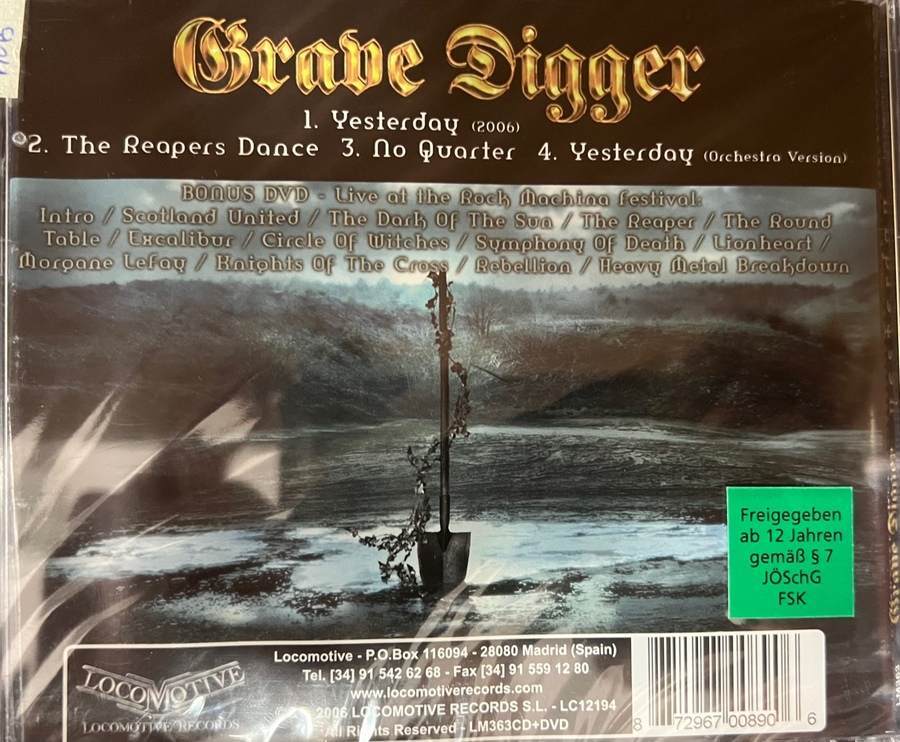 Grave Digger
1. Yesterday (2006)
2. The Reapers Dance 3. No Quarter 4. Yesterday (Orchestra Version)
BONUS DVD - Live at the Rock Machina Festival:
Intro / Scotland United / The Dark Of The Sun / The Reaper / The Round
Table / Excalibur / Circle Of Witches / Symphony Of Death / Lionheart /
Morgane Lefay / Knights Of The Cross / Rebellion / Heavy Metal Breakdown
Freigegeben
ab 12 Jahren
gemäß § 7
JÖSchG
FSK
LOCOMOTIVE
LOCOMOTIVE RECORDS
Locomotive - P.O.Box 116094 - 28080 Madrid (Spain)
Tel. [34] 91 542 62 68 - Fax [34] 91 559 12 80
www.locomotiverecords.com
2006 LOCOMOTIVE RECORDS S.L. - LC12194
All Rights Reserved - LM363CD+DVD
8 72967 00890 6
Grave Digger